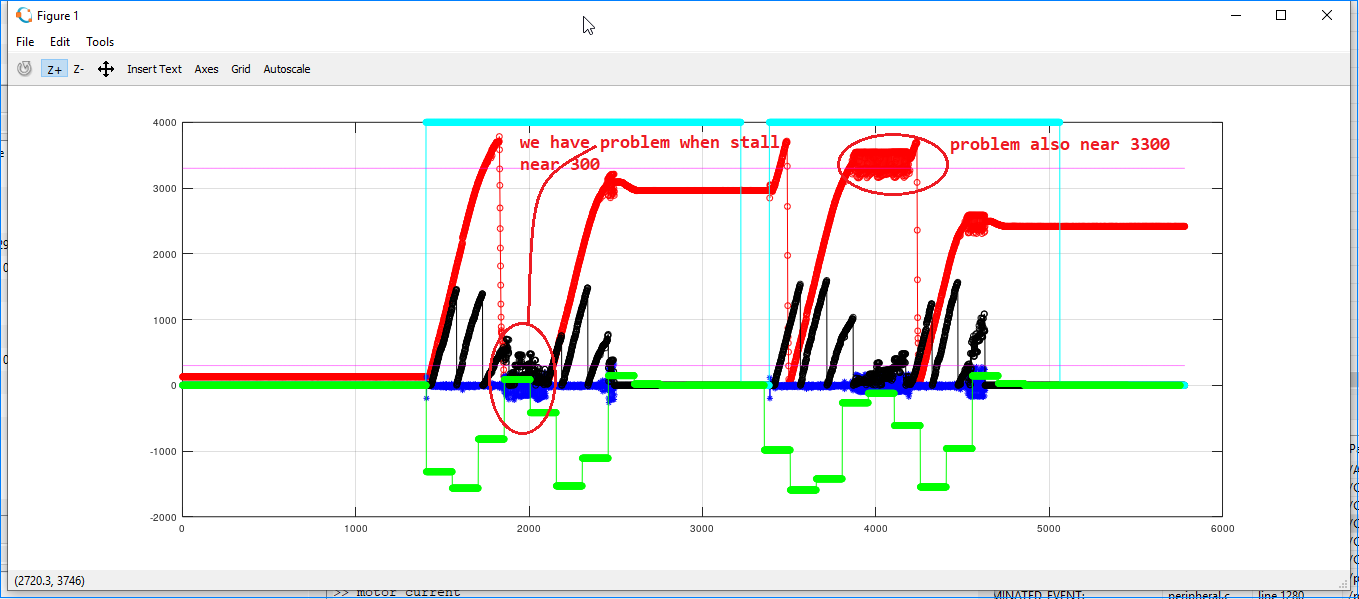 Figure 1
File Edit Tools
Z+ Z- Insert Text Axes Grid Autoscale
we have problem when stall
near 300
problem also near 3300
4000
3000
2000
1000
0
-1000
-2000
0 1000 2000 3000 4000 5000 6000
(2720.3, 3746)
>> motor current
MINATED_EVENT: peripheral.c line 1280